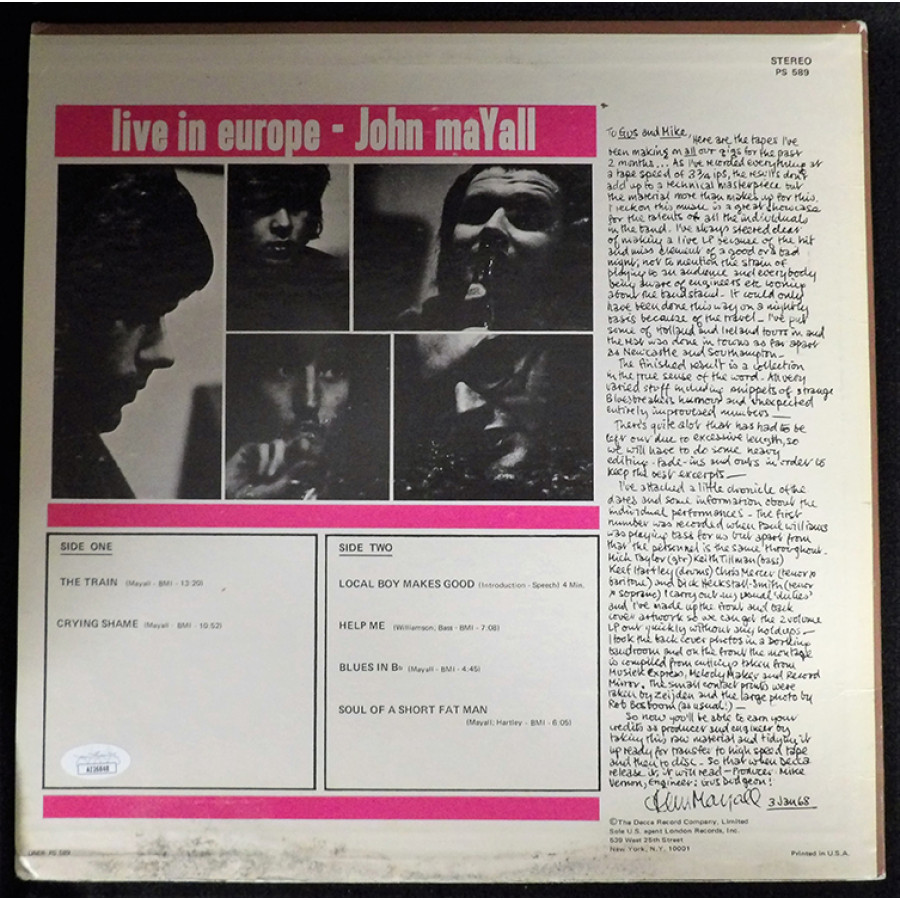 STEREO
PS 589
live in europe - John maYall
To Gus and Mike,
Here are the tapes I've
been making on all our gigs for the past
2 months... As I've recorded everything at
a tape speed of 3¾ ips, the results don't
add up to a technical masterpiece but
the material more than makes up for this.
I reckon this music is a great showcase
for the talents of all the individuals
in the band. I've always steered clear
of making a live LP because of the hit
and miss element of a good or a bad
night; not to mention the strain of
playing to an audience and everybody
being aware of engineers etc looming
about the bandstand - It could only
have been done this way on a nightly
basis because of the travel - I've put
some of Holland and Ireland tours in and
the rest was done in towns as far apart
as Newcastle and Southampton -
The finished result is a collection
in the true sense of the word - All very
varied stuff including snippets of strange
Bluesbreakers humour and unexpected
entirely improvised numbers -
There's quite alot that has had to be
left out due to excessive length, so
we will have to do some heavy
editing - fade-ins and outs in order to
keep the best excerpts -
I've attached a little chronicle of the
dates and some information about the
individual performances - The first
number was recorded when Paul Williams
was playing bass for us but apart from
that the personnel is the same throughout -
Mick Taylor (gtr) Keith Tillman (bass)
Keef Hartley (drums) Chris Mercer (tenor &
baritone) and Dick Heckstall-Smith (tenor
& soprano) I carry out my usual 'duties'
and I've made up the front and back
cover artwork so we can get the 2 volume
LP out quickly without any holdups -
I took the back cover photos in a Dorking
bandroom and on the front the montage
is compiled from cuttings taken from
Musick Express, Melody Maker and Record
Mirror. The small contact prints were
taken by Zeijden and the large photo by
Rob Bosboom (as usual!) -
So now you'll be able to earn your
credits as producer and engineer by
taking this raw material and tidying it
up ready for transfer to high speed tape
and then to disc - So that when Decca
release it, it will read - Producer: Mike
Vernon, Engineer: Gus Dudgeon!
John Mayall 3 Jan 68
SIDE ONE
THE TRAIN (Mayall - BMI - 12:20)
CRYING SHAME (Mayall - BMI - 10:52)
SIDE TWO
LOCAL BOY MAKES GOOD (Introduction - Speech) 4 Min.
HELP ME (Williamson, Bass - BMI - 7:08)
BLUES IN Bb (Mayall - BMI - 4:45)
SOUL OF A SHORT FAT MAN
(Mayall; Hartley - BMI - 6:05)
©The Decca Record Company, Limited
Sole U.S. agent London Records, Inc.
539 West 25th Street
New York, N.Y. 10001
Printed in U.S.A.
LINER PS 589